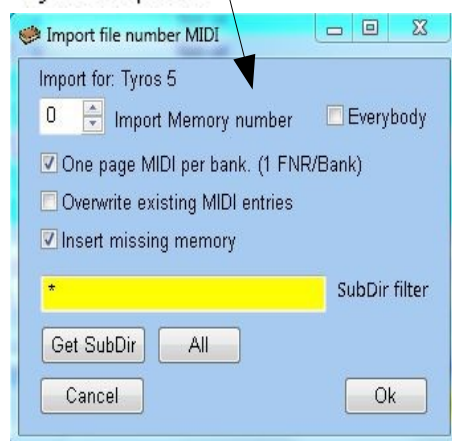 Import file number MIDI
Import for: Tyros 5
0 Import Memory number Everybody
One page MIDI per bank. (1 FNR/Bank)
Overwrite existing MIDI entries
Insert missing memory
* SubDir filter
Get SubDir All
Cancel Ok